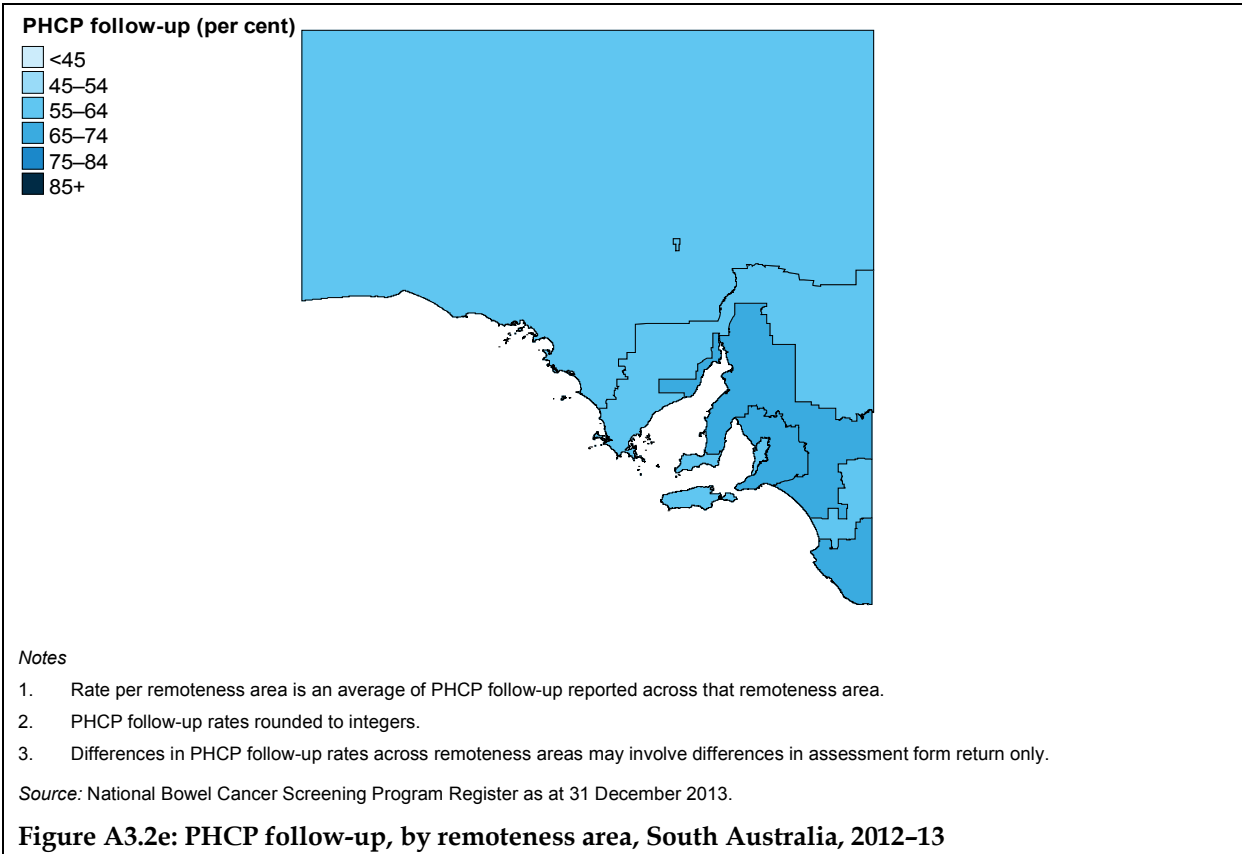 PHCP follow-up (per cent)
<45
45–54
55–64
65–74
75–84
85+
Notes
1. Rate per remoteness area is an average of PHCP follow-up reported across that remoteness area.
2. PHCP follow-up rates rounded to integers.
3. Differences in PHCP follow-up rates across remoteness areas may involve differences in assessment form return only.
Source: National Bowel Cancer Screening Program Register as at 31 December 2013.
Figure A3.2e: PHCP follow-up, by remoteness area, South Australia, 2012–13